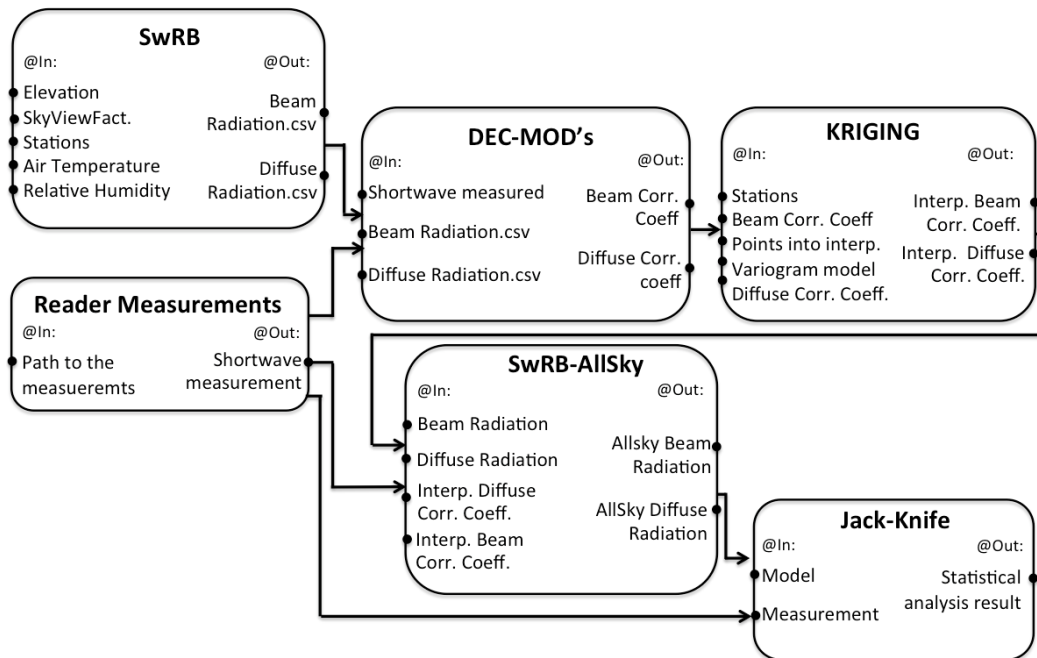 SwRB
@In:
@Out:
Elevation
SkyViewFact.
Stations
Air Temperature
Relative Humidity
Beam
Radiation.csv
Diffuse
Radiation.csv
DEC-MOD's
@In:
@Out:
Shortwave measured
Beam Radiation.csv
Diffuse Radiation.csv
Beam Corr.
Coeff
Diffuse Corr.
coeff
KRIGING
@In:
@Out:
Stations
Beam Corr. Coeff
Points into interp.
Variogram model
Diffuse Corr. Coeff.
Interp. Beam
Corr. Coeff.
Interp. Diffuse
Corr. Coeff.
Reader Measurements
@In:
@Out:
Path to the
measueremts
Shortwave
measurement
SwRB-AllSky
@In:
@Out:
Beam Radiation
Diffuse Radiation
Interp. Diffuse
Corr. Coeff.
Interp. Beam
Corr. Coeff.
Allsky Beam
Radiation
AllSky Diffuse
Radiation
Jack-Knife
@In:
@Out:
Model
Measurement
Statistical
analysis result